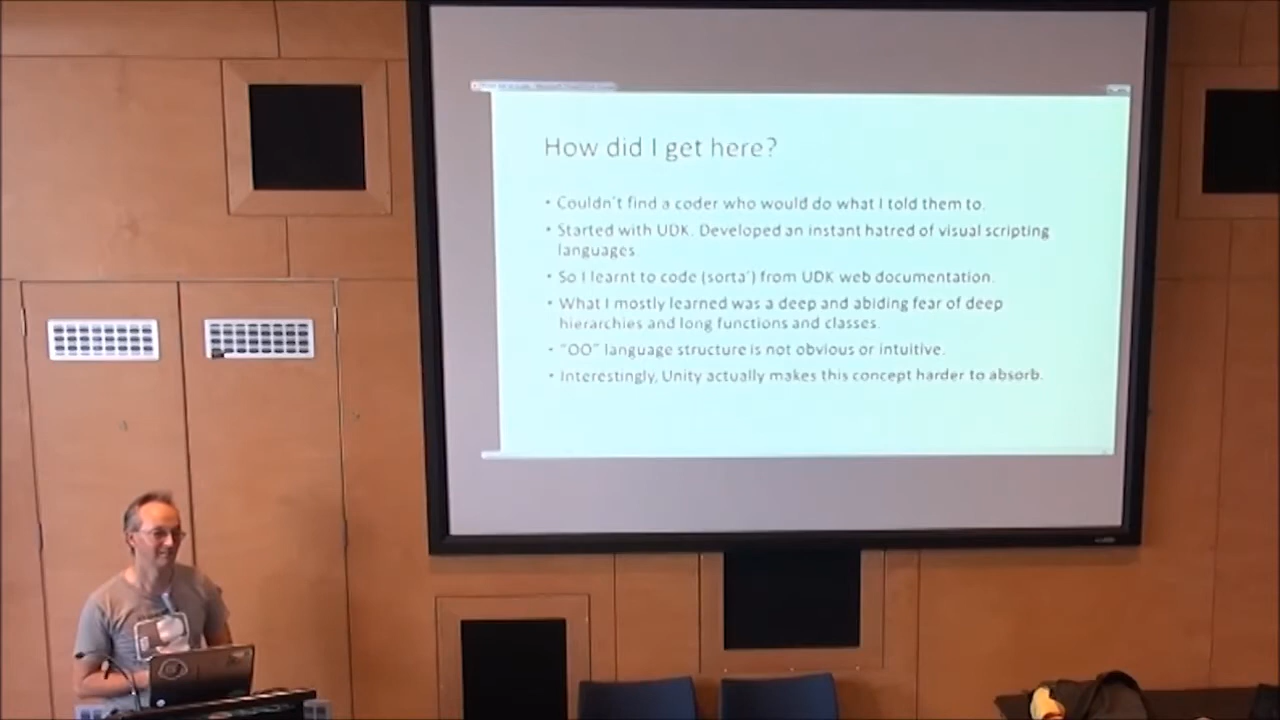 How did I get here?
• Couldn't find a coder who would do what I told them to.
• Started with UDK. Developed an instant hatred of visual scripting
languages.
• So I learnt to code (sorta') from UDK web documentation.
• What I mostly learned was a deep and abiding fear of deep
hierarchies and long functions and classes.
• "OO" language structure is not obvious or intuitive.
• Interestingly, Unity actually makes this concept harder to absorb.